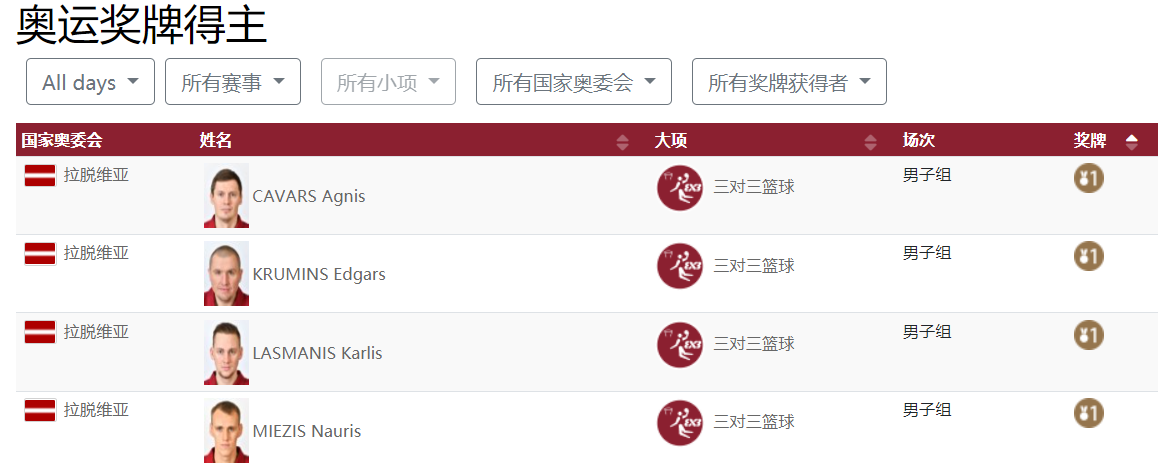 奥运奖牌得主
All days 所有赛事 所有小项 所有国家奥委会 所有奖牌获得者
国家奥委会 姓名 大项 场次 奖牌
拉脱维亚 CAVARS Agnis 3X3 三对三篮球 男子组 1
拉脱维亚 KRUMINS Edgars 3X3 三对三篮球 男子组 1
拉脱维亚 LASMANIS Karlis 3X3 三对三篮球 男子组 1
拉脱维亚 MIEZIS Nauris 3X3 三对三篮球 男子组 1